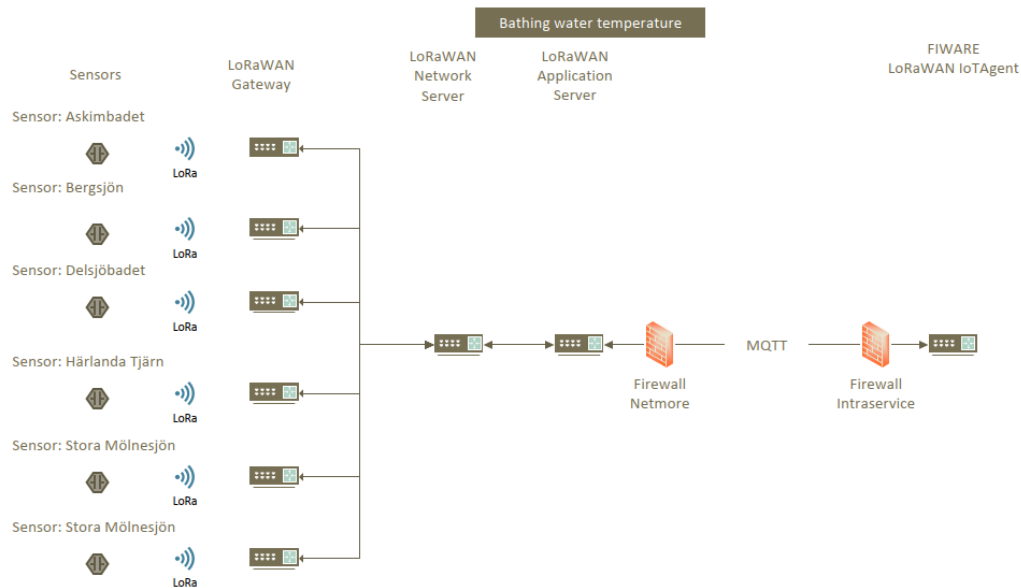 Bathing water temperature
Sensors
LoRaWAN
Gateway
LoRaWAN
Network
Server
LoRaWAN
Application
Server
FIWARE
LoRaWAN IoTAgent
Sensor: Askimbadet
LoRa
Sensor: Bergsjön
LoRa
Sensor: Delsjöbadet
LoRa
Sensor: Härlanda Tjärn
LoRa
Sensor: Stora Mölnesjön
LoRa
Sensor: Stora Mölnesjön
LoRa
Firewall
Netmore
MQTT
Firewall
Intraservice